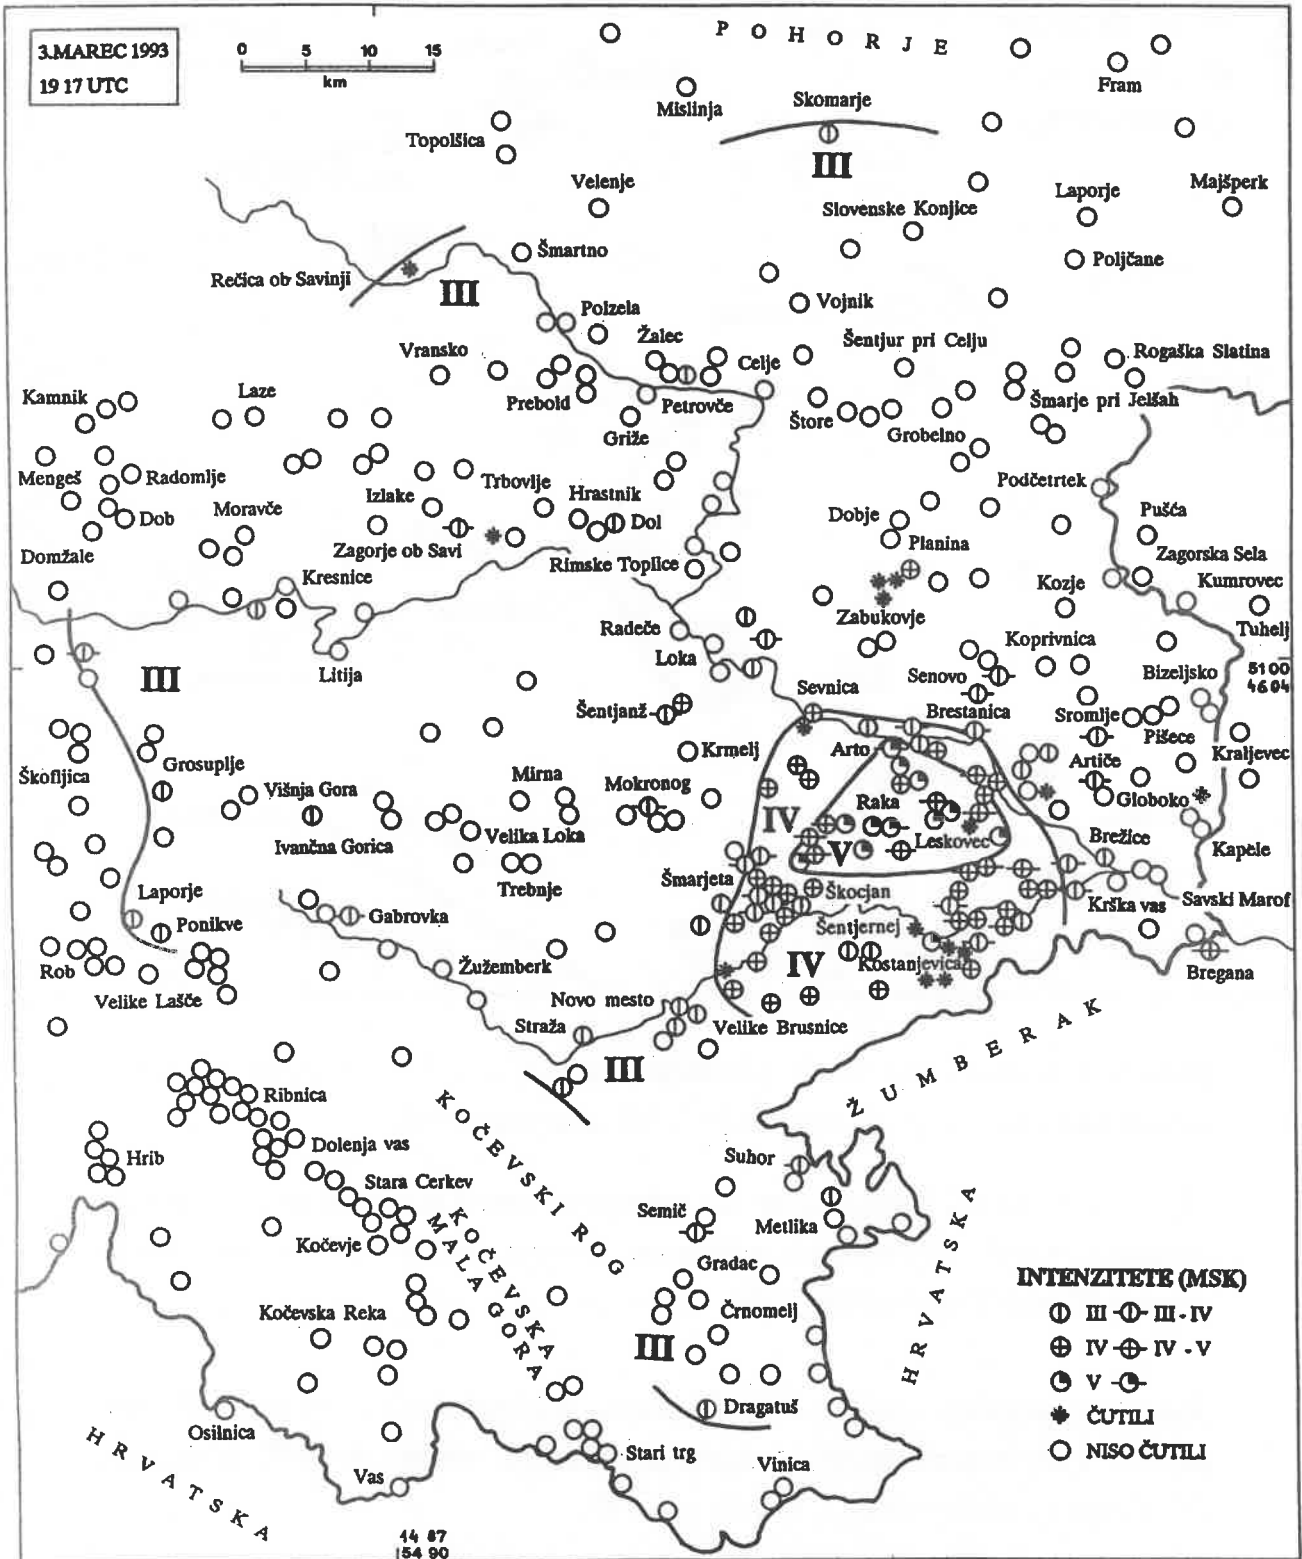 3.MAREC 1993
19 17 UTC
0 5 10 15
km
P O H O R J E
Fram
Mislinja
Skomarje
Topolšica
III
Velenje
Laporje
Majšperk
Slovenske Konjice
Šmartno
Rečica ob Savinji
Poljčane
III
Vojnik
Polzela
Žalec
Šentjur pri Celju
Vransko
Celje
Rogaška Slatina
Kamnik
Laze
Prebold
Petrovče
Šmarje pri Jelšah
Griže
Štore
Grobelno
Mengeš
Radomlje
Trbovlje
Podčetrtek
Izlake
Hrastnik
Moravče
Dob
Dol
Dobje
Pušča
Planina
Zagorje ob Savi
Zagorska Sela
Domžale
Rimske Toplice
Kresnice
Kozje
Kumrovec
Zabukovje
Radeče
Tuhelj
Koprivnica
Loka
III
Litija
Senovo
Bizeljsko
51 00
46 04
Sevnica
Šentjanž
Brestanica
Sromlje
Krmelj
Arto
Pišece
Kraljevec
Grosuplje
Artiče
Škofljica
Mirna
Mokronog
Višnja Gora
Globoko
Raka
IV
Velika Loka
Ivančna Gorica
Leskovec
Brežice
Kapele
V
Trebnje
Šmarjeta
Laporje
Škocjan
Krška vas
Savski Marof
Gabrovka
Ponikve
Šentjernej
Rob
Žužemberk
IV
Kostanjevica
Bregana
Velike Lašče
Novo mesto
Straža
Velike Brusnice
III
Ž U M B E R A K
Ribnica
K O Č E V S K I R O G
Dolenja vas
Hrib
Suhor
Stara Cerkev
Semič
Metlika
Kočevje
K O Č E V S K A
M A L A G O R A
Gradac
H R V A T S K A
INTENZITETE (MSK)
Kočevska Reka
Črnomelj
III III - IV
III
IV IV - V
V
Dragatuš
ČUTILI
Osilnica
NISO ČUTILI
H R V A T S K A
Stari trg
Vas
Vinica
14 87
54 90